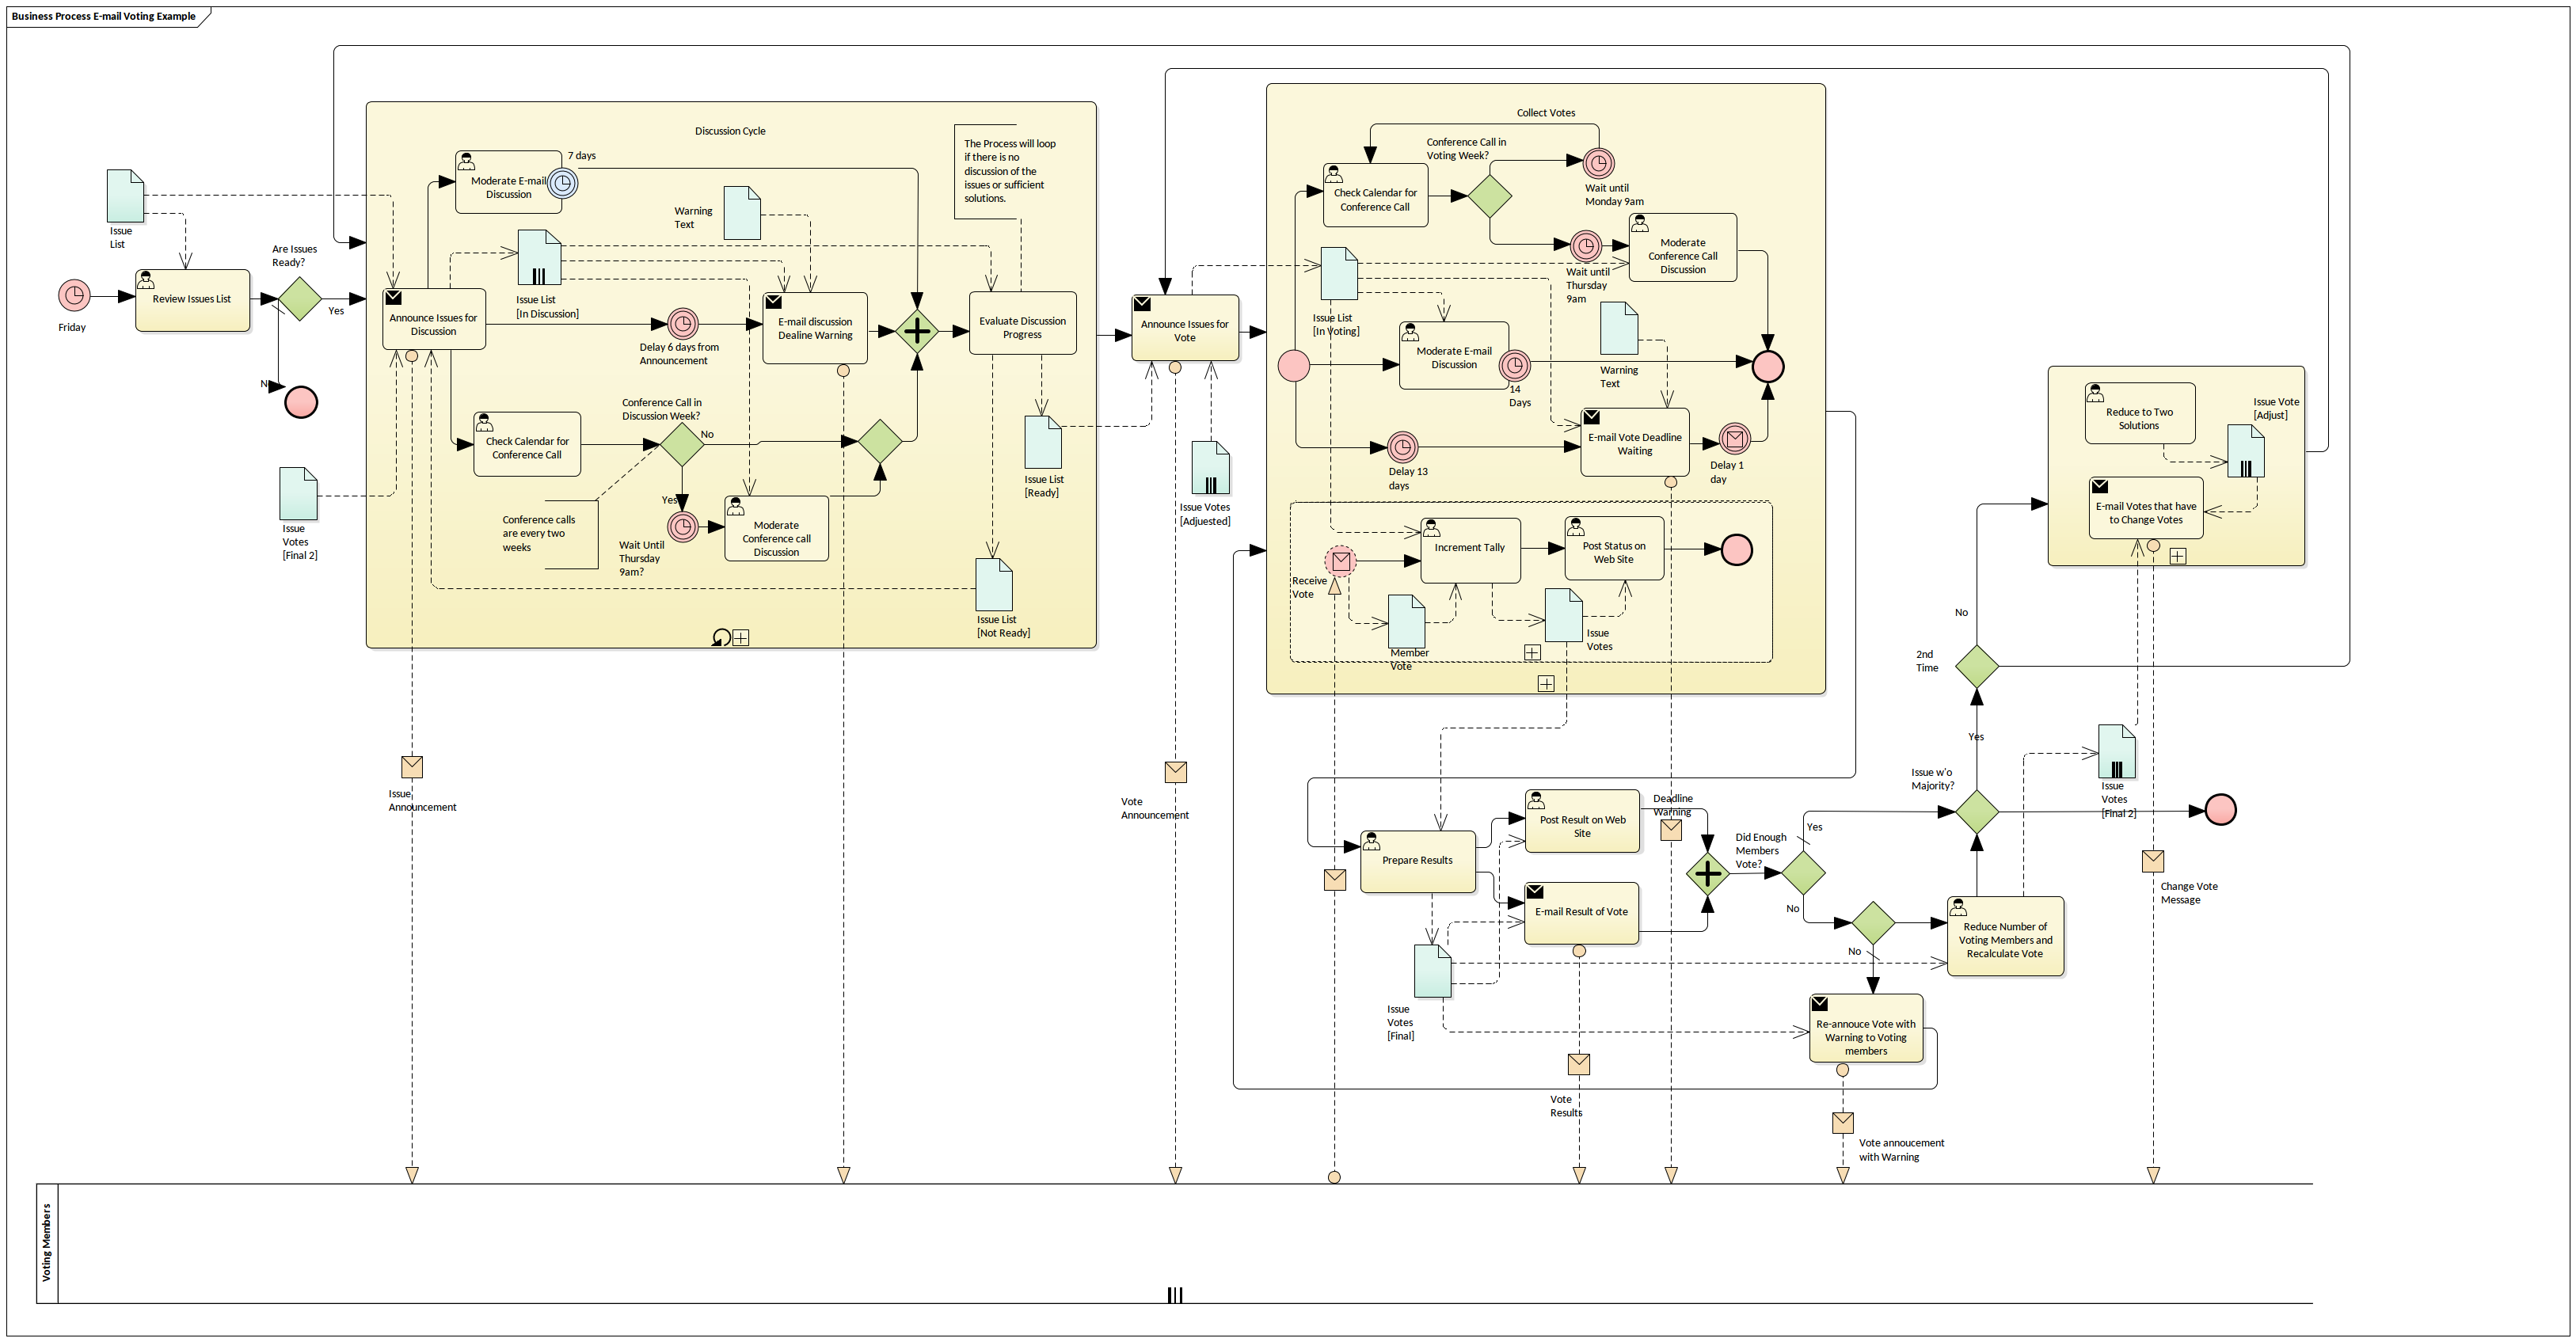 Business Process E-mail Voting Example
Issue
List
Friday
Review Issues List
Are Issues
Ready?
Yes
N
Issue
Votes
[Final 2]
Discussion Cycle
Moderate E-mail
Discussion
7 days
Warning
Text
The Process will loop
if there is no
discussion of the
issues or sufficient
solutions.
Issue List
[In Discussion]
Announce Issues for
Discussion
Delay 6 days from
Announcement
E-mail discussion
Dealine Warning
Evaluate Discussion
Progress
Check Calendar for
Conference Call
Conference Call in
Discussion Week?
No
Yes
Conference calls
are every two
weeks
Wait Until
Thursday
9am?
Moderate
Conference call
Discussion
Issue List
[Ready]
Issue List
[Not Ready]
Announce Issues for
Vote
Issue Votes
[Adjuested]
Collect Votes
Check Calendar for
Conference Call
Conference Call in
Voting Week?
Wait until
Monday 9am
Wait until
Thursday
9am
Moderate
Conference Call
Discussion
Issue List
[In Voting]
Moderate E-mail
Discussion
14
Days
Warning
Text
Delay 13
days
E-mail Vote Deadline
Waiting
Delay 1
day
Receive
Vote
Increment Tally
Post Status on
Web Site
Member
Vote
Issue
Votes
Reduce to Two
Solutions
Issue Vote
[Adjust]
E-mail Votes that have
to Change Votes
No
2nd
Time
Yes
Issue w'o
Majority?
Issue
Votes
[Final 2]
Issue
Announcement
Vote
Announcement
Prepare Results
Post Result on Web
Site
Deadline
Warning
E-mail Result of Vote
Did Enough
Members
Vote?
Yes
No
No
Reduce Number of
Voting Members and
Recalculate Vote
Change Vote
Message
Issue
Votes
[Final]
Re-annouce Vote with
Warning to Voting
members
Vote
Results
Vote annoucement
with Warning
Voting Members